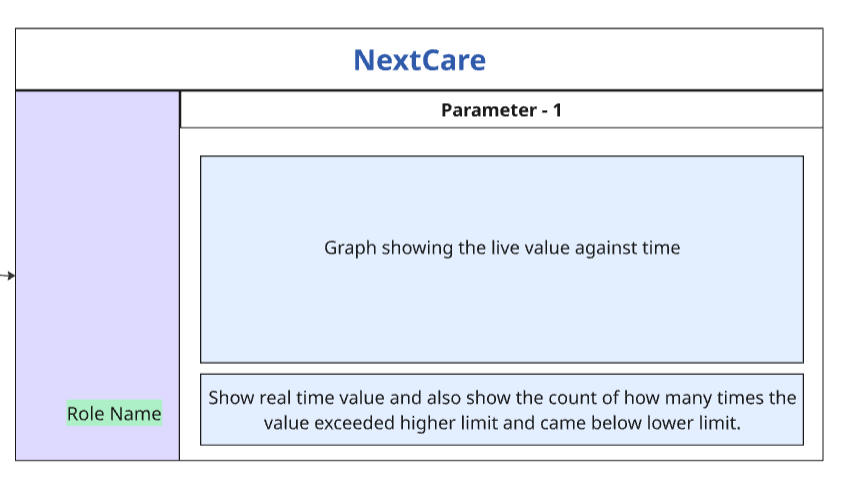 NextCare
Parameter - 1
Graph showing the live value against time
Show real time value and also show the count of how many times the
value exceeded higher limit and came below lower limit.
Role Name